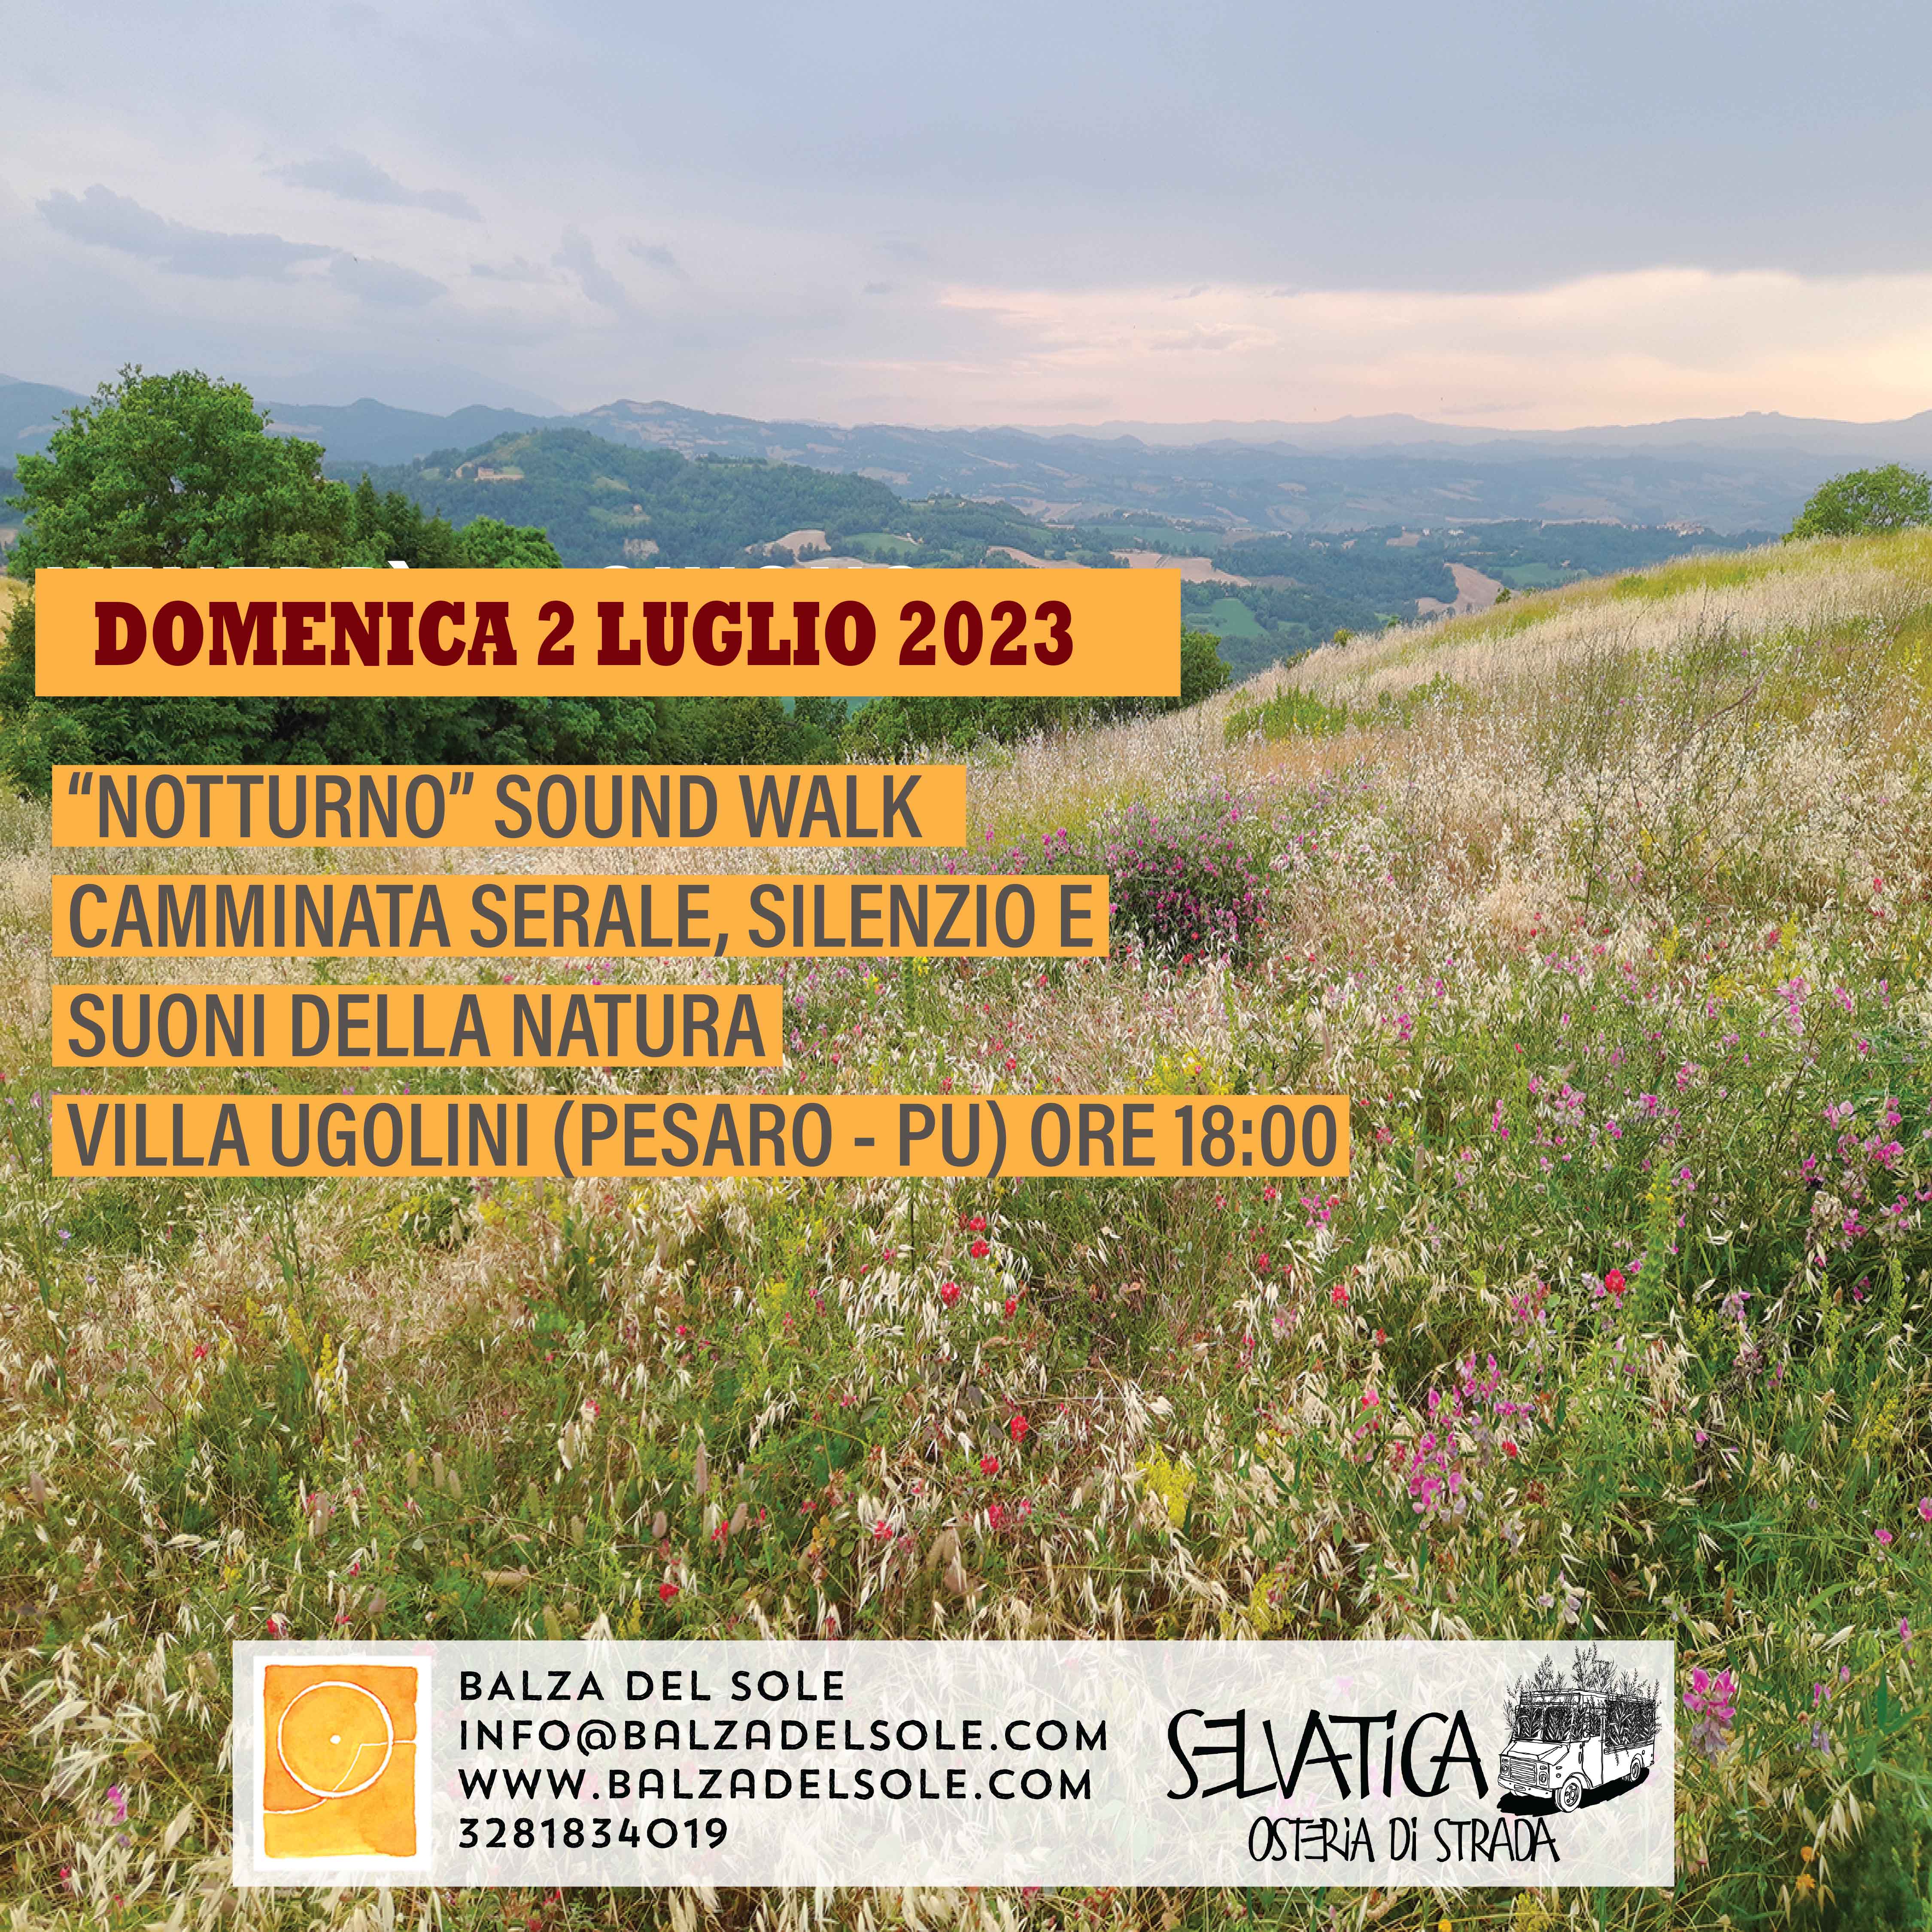 DOMENICA 2 LUGLIO 2023
“NOTTURNO” SOUND WALK
CAMMINATA SERALE, SILENZIO E
SUONI DELLA NATURA
VILLA UGOLINI (PESARO - PU) ORE 18:00
BALZA DEL SOLE
INFO@BALZADELSOLE.COM
WWW.BALZADELSOLE.COM
3281834019
SELVATiCA
OSTERiA Di STRADA